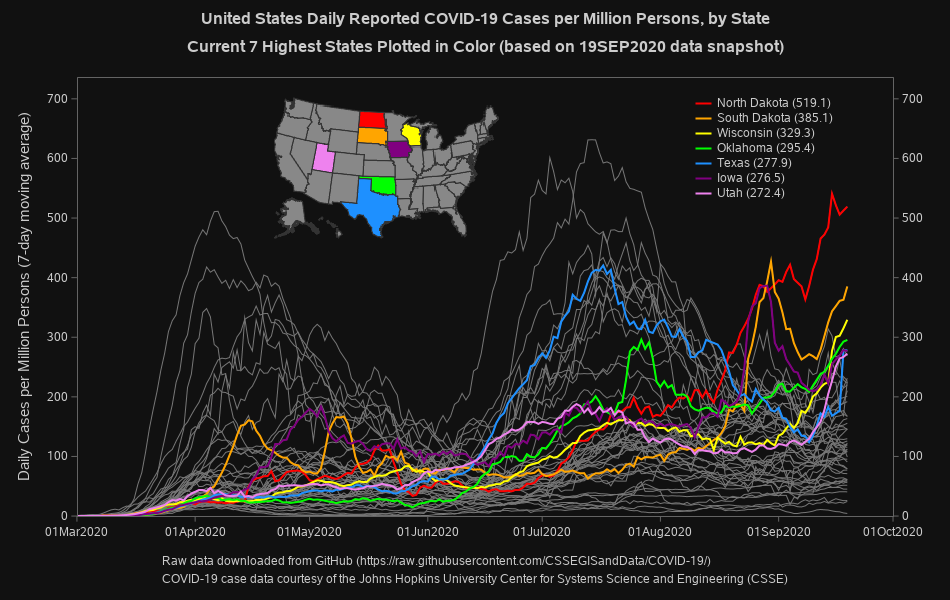 United States Daily Reported COVID-19 Cases per Million Persons, by State
Current 7 Highest States Plotted in Color (based on 19SEP2020 data snapshot)
Daily Cases per Million Persons (7-day moving average)
700
600
500
400
300
200
100
0
700
600
500
400
300
200
100
0
North Dakota (519.1)
South Dakota (385.1)
Wisconsin (329.3)
Oklahoma (295.4)
Texas (277.9)
Iowa (276.5)
Utah (272.4)
01Mar2020 01Apr2020 01May2020 01Jun2020 01Jul2020 01Aug2020 01Sep2020 01Oct2020
Raw data downloaded from GitHub (https://raw.githubusercontent.com/CSSEGISandData/COVID-19/)
COVID-19 case data courtesy of the Johns Hopkins University Center for Systems Science and Engineering (CSSE)